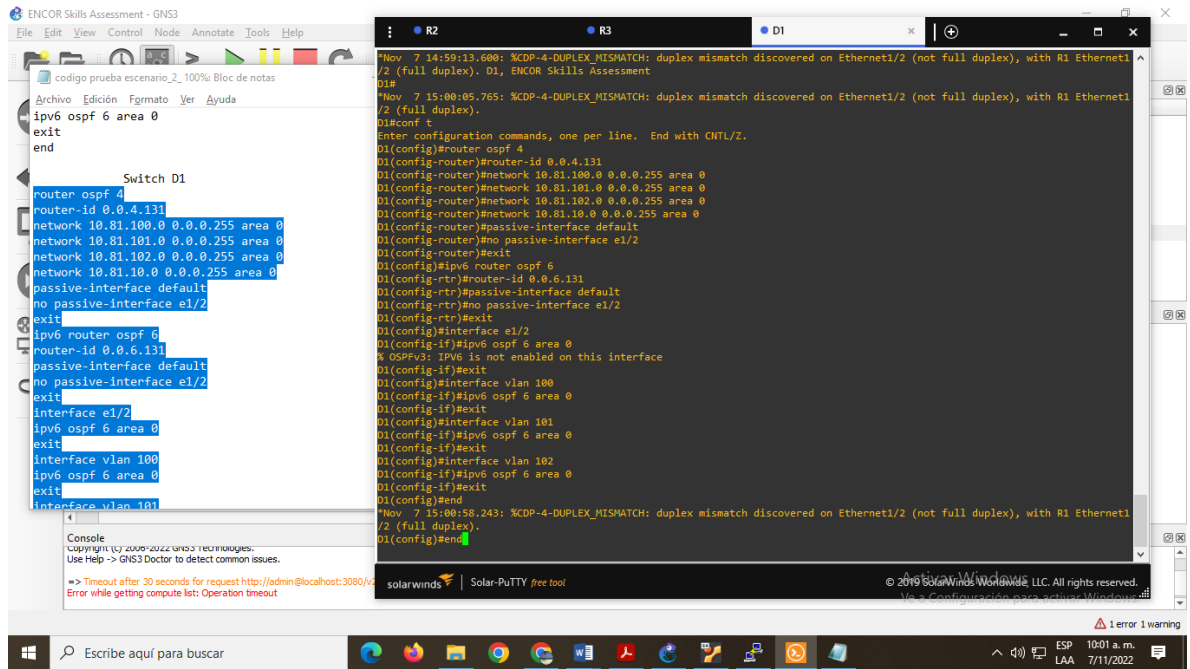 ENCOR Skills Assessment - GNS3
File Edit View Control Node Annotate Tools Help
codigo prueba escenario_2_ 100%: Bloc de notas
Archivo Edición Formato Ver Ayuda
ipv6 ospf 6 area 0
exit
end
Switch D1
router ospf 4
router-id 0.0.4.131
network 10.81.100.0 0.0.0.255 area 0
network 10.81.101.0 0.0.0.255 area 0
network 10.81.102.0 0.0.0.255 area 0
network 10.81.10.0 0.0.0.255 area 0
passive-interface default
no passive-interface e1/2
exit
ipv6 router ospf 6
router-id 0.0.6.131
passive-interface default
no passive-interface e1/2
exit
interface e1/2
ipv6 ospf 6 area 0
exit
interface vlan 100
ipv6 ospf 6 area 0
exit
interface vlan 101
R2 R3 D1
*Nov 7 14:59:13.600: %CDP-4-DUPLEX_MISMATCH: duplex mismatch discovered on Ethernet1/2 (not full duplex), with R1 Ethernet1
/2 (full duplex). D1, ENCOR Skills Assessment
D1#
*Nov 7 15:00:05.765: %CDP-4-DUPLEX_MISMATCH: duplex mismatch discovered on Ethernet1/2 (not full duplex), with R1 Ethernet1
/2 (full duplex).
D1#conf t
Enter configuration commands, one per line. End with CNTL/Z.
D1(config)#router ospf 4
D1(config-router)#router-id 0.0.4.131
D1(config-router)#network 10.81.100.0 0.0.0.255 area 0
D1(config-router)#network 10.81.101.0 0.0.0.255 area 0
D1(config-router)#network 10.81.102.0 0.0.0.255 area 0
D1(config-router)#network 10.81.10.0 0.0.0.255 area 0
D1(config-router)#passive-interface default
D1(config-router)#no passive-interface e1/2
D1(config-router)#exit
D1(config)#ipv6 router ospf 6
D1(config-rtr)#router-id 0.0.6.131
D1(config-rtr)#passive-interface default
D1(config-rtr)#no passive-interface e1/2
D1(config-rtr)#exit
D1(config)#interface e1/2
D1(config-if)#ipv6 ospf 6 area 0
% OSPFv3: IPV6 is not enabled on this interface
D1(config-if)#exit
D1(config)#interface vlan 100
D1(config-if)#ipv6 ospf 6 area 0
D1(config-if)#exit
D1(config)#interface vlan 101
D1(config-if)#ipv6 ospf 6 area 0
D1(config-if)#exit
D1(config)#interface vlan 102
D1(config-if)#ipv6 ospf 6 area 0
D1(config-if)#exit
D1(config)#end
*Nov 7 15:00:58.243: %CDP-4-DUPLEX_MISMATCH: duplex mismatch discovered on Ethernet1/2 (not full duplex), with R1 Ethernet1
/2 (full duplex).
D1(config)#end
solarwinds Solar-PuTTY free tool
© 2019 SolarWinds Worldwide, LLC. All rights reserved.
Activar Windows
Ve a Configuración para activar Windows.
Console
Copyright (c) 2006-2022 GNS3 Technologies.
Use Help -> GNS3 Doctor to detect common issues.
=> Timeout after 30 seconds for request http://admin@localhost:3080/v2
Error while getting compute list: Operation timeout
1 error 1 warning
Escribe aquí para buscar
ESP
LAA
10:01 a. m.
7/11/2022